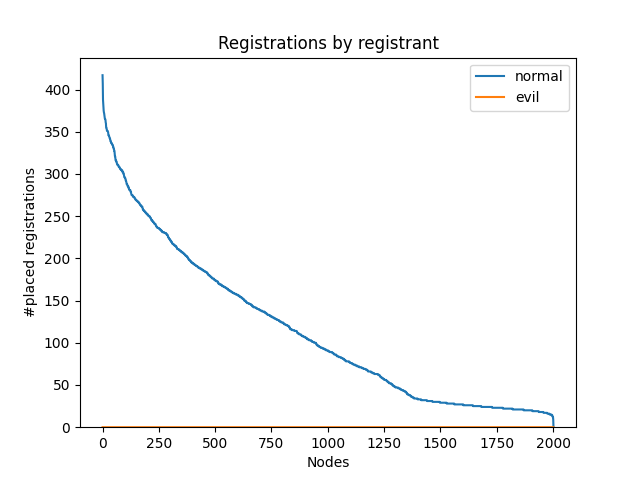 Registrations by registrant
normal
evil
#placed registrations
400
350
300
250
200
150
100
50
0
0 250 500 750 1000 1250 1500 1750 2000
Nodes